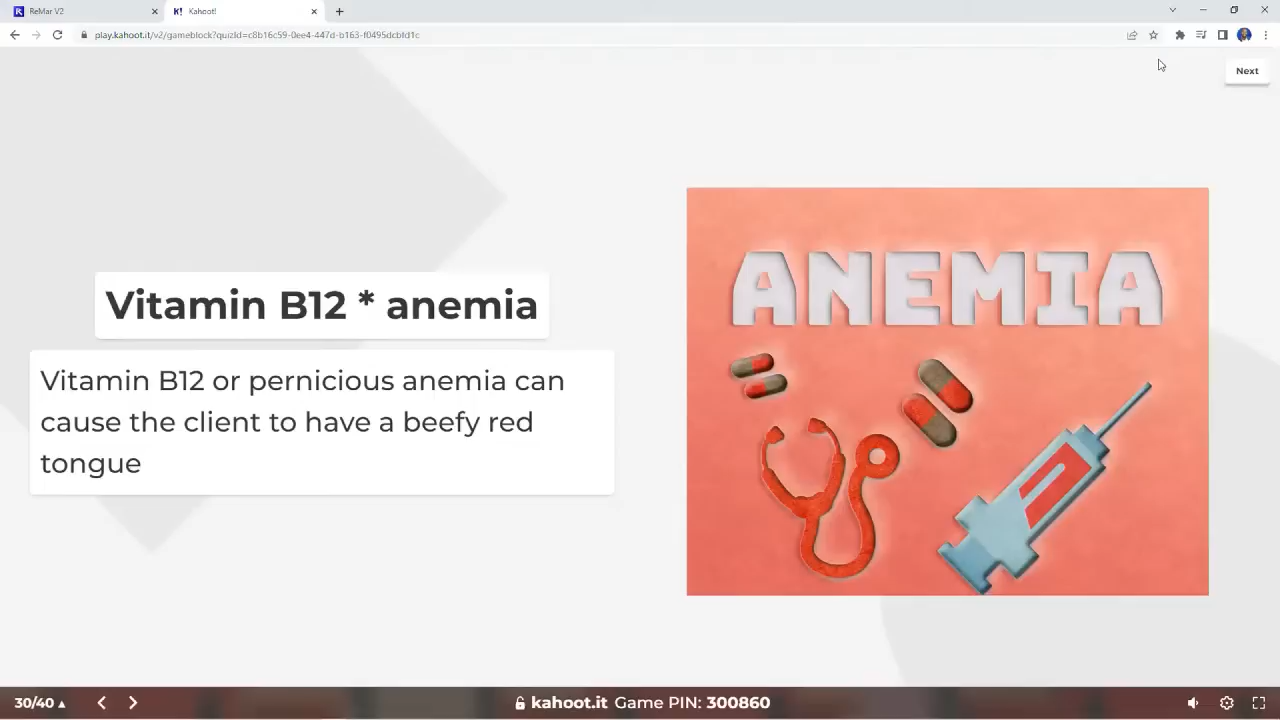 ReMar V2
K! Kahoot!
play.kahoot.it/v2/gameblock?quizId=c8b16c59-0ee4-447d-b163-f0495dcbfd1c
Next
Vitamin B12 * anemia
Vitamin B12 or pernicious anemia can
cause the client to have a beefy red
tongue
ANEMIA
30/40
kahoot.it Game PIN: 300860